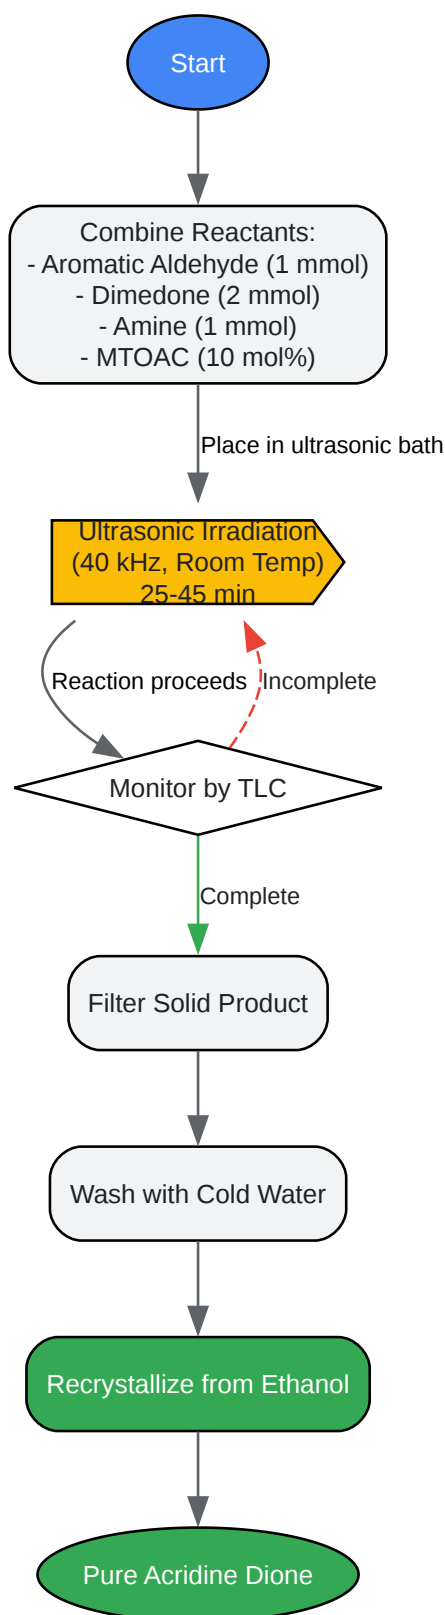 Start
Combine Reactants:
- Aromatic Aldehyde (1 mmol)
- Dimedone (2 mmol)
- Amine (1 mmol)
- MTOAC (10 mol%)
Place in ultrasonic bath
Ultrasonic Irradiation
(40 kHz, Room Temp)
25-45 min
Reaction proceeds
Incomplete
Monitor by TLC
Complete
Filter Solid Product
Wash with Cold Water
Recrystallize from Ethanol
Pure Acridine Dione